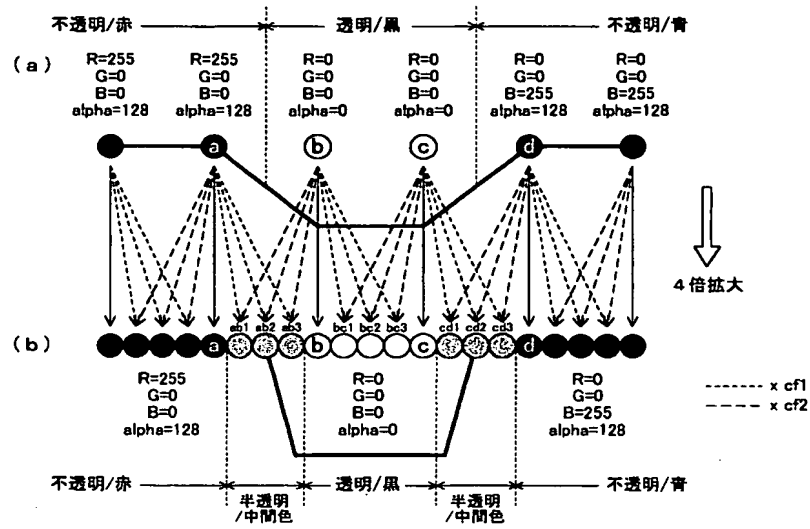 不透明/赤 透明/黒 不透明/青
(a)
R=255 R=255 R=0 R=0 R=0 R=0
G=0 G=0 G=0 G=0 G=0 G=0
B=0 B=0 B=0 B=0 B=255 B=255
alpha=128 alpha=128 alpha=0 alpha=0 alpha=128 alpha=128
a b c d
4倍拡大
ab1 ab2 ab3 bc1 bc2 bc3 cd1 cd2 cd3
(b) a b c d
R=255 R=0 R=0
G=0 G=0 G=0
B=0 B=0 B=255
alpha=128 alpha=0 alpha=128
x cf1
x cf2
不透明/赤 半透明 透明/黒 半透明 不透明/青
/中間色 /中間色